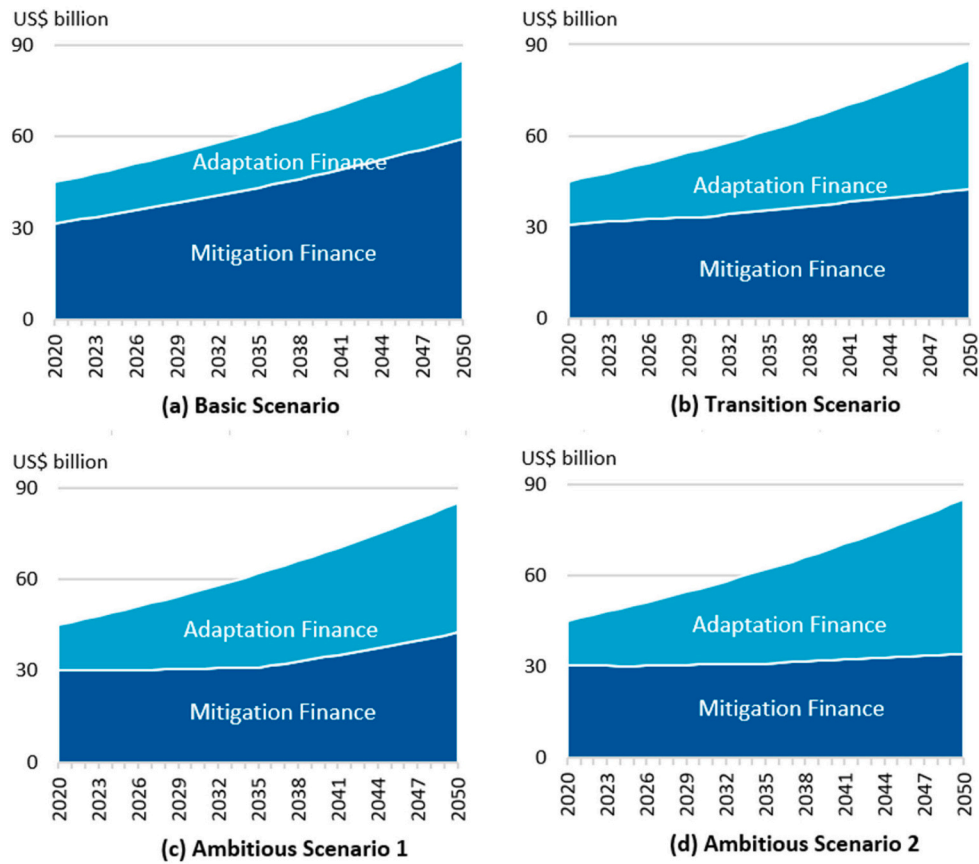 US$ billion
90
60
30
0
Adaptation Finance
Mitigation Finance
2020 2023 2026 2029 2032 2035 2038 2041 2044 2047 2050
(a) Basic Scenario
US$ billion
90
60
30
0
Adaptation Finance
Mitigation Finance
2020 2023 2026 2029 2032 2035 2038 2041 2044 2047 2050
(b) Transition Scenario
US$ billion
90
60
30
0
Adaptation Finance
Mitigation Finance
2020 2023 2026 2029 2032 2035 2038 2041 2044 2047 2050
(c) Ambitious Scenario 1
US$ billion
90
60
30
0
Adaptation Finance
Mitigation Finance
2020 2023 2026 2029 2032 2035 2038 2041 2044 2047 2050
(d) Ambitious Scenario 2